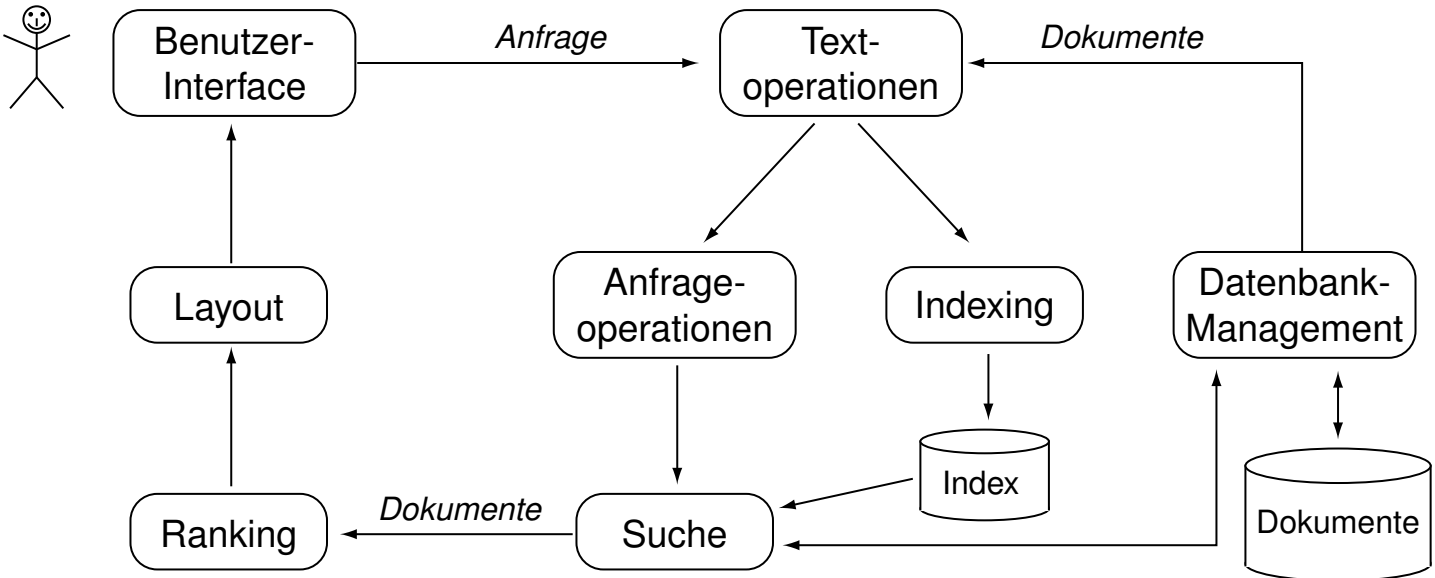 Benutzer-
Interface
Anfrage
Text-
operationen
Dokumente
Layout
Anfrage-
operationen
Indexing
Datenbank-
Management
Ranking
Dokumente
Suche
Index
Dokumente